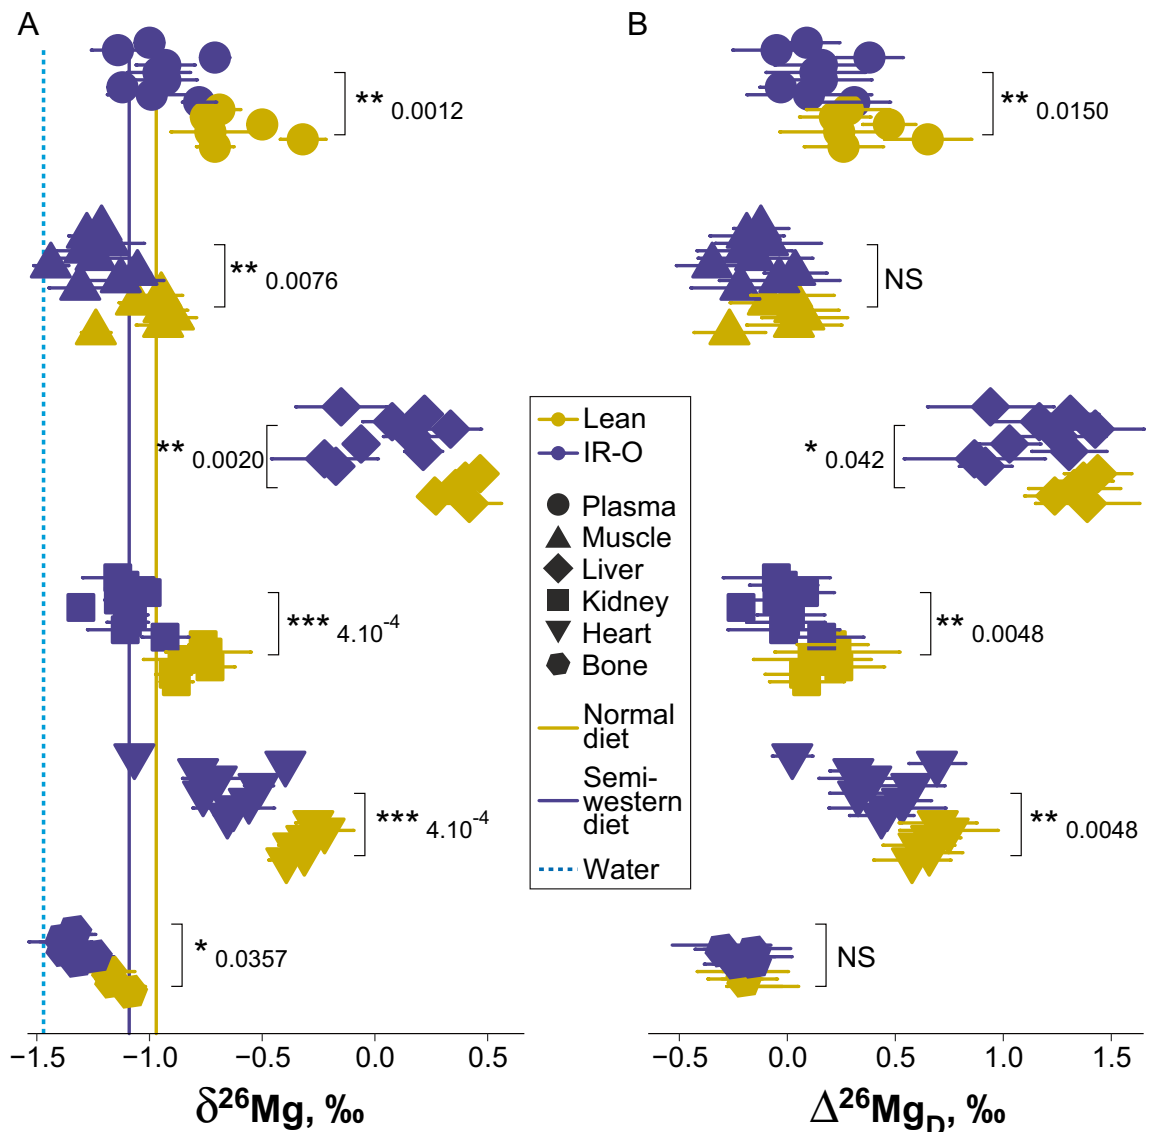 A
B
** 0.0012
** 0.0150
** 0.0076
NS
** 0.0020
* 0.042
Lean
IR-O
Plasma
Muscle
Liver
Kidney
Heart
Bone
Normal
diet
Semi-
western
diet
Water
*** 4.10⁻⁴
** 0.0048
*** 4.10⁻⁴
** 0.0048
* 0.0357
NS
−1.5 −1.0 −0.5 0.0 0.5
−0.5 0.0 0.5 1.0 1.5
δ²⁶Mg, ‰
Δ²⁶Mg_D, ‰